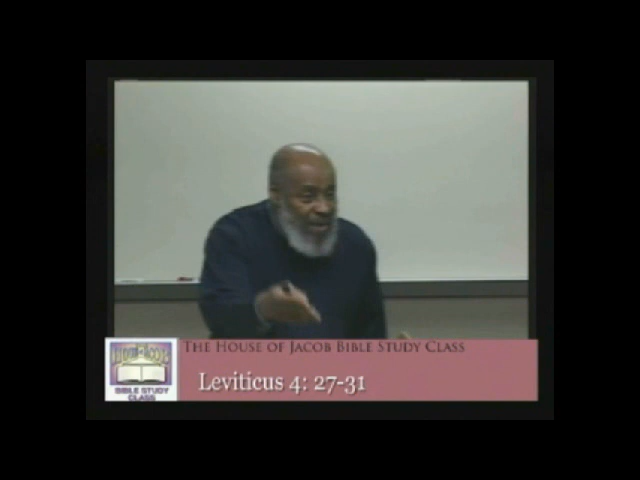 THE HOUSE OF JACOB BIBLE STUDY CLASS
Leviticus 4: 27-31
BIBLE STUDY
CLASS